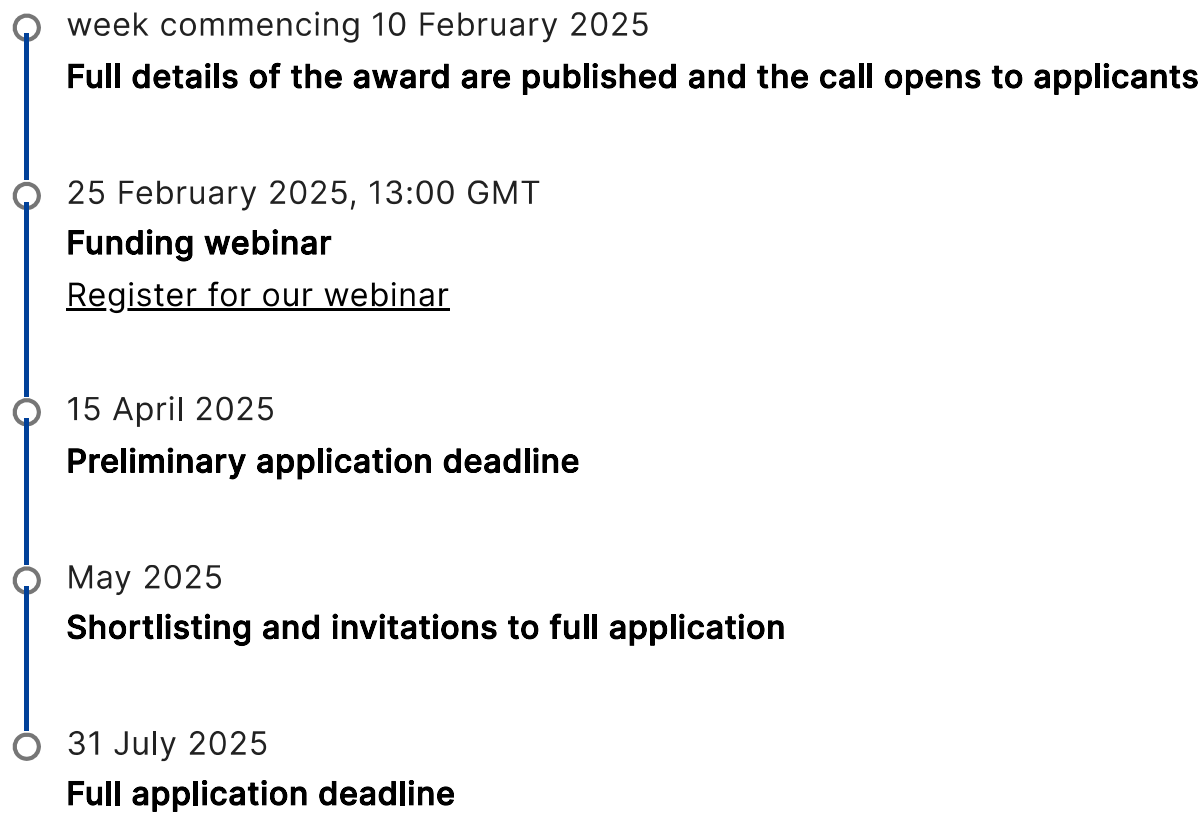 week commencing 10 February 2025
Full details of the award are published and the call opens to applicants
25 February 2025, 13:00 GMT
Funding webinar
Register for our webinar
15 April 2025
Preliminary application deadline
May 2025
Shortlisting and invitations to full application
31 July 2025
Full application deadline